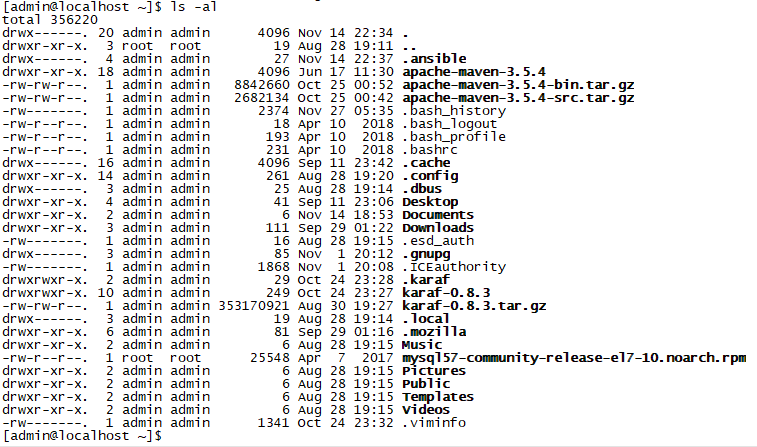 [admin@localhost ~]$ ls -al
total 356220
drwx------. 20 admin admin      4096 Nov 14 22:34 .
drwxr-xr-x.  3 root  root         19 Aug 28 19:11 ..
drwx------.  4 admin admin        27 Nov 14 22:37 .ansible
drwxr-xr-x. 18 admin admin      4096 Jun 17 11:30 apache-maven-3.5.4
-rw-rw-r--.  1 admin admin   8842660 Oct 25 00:52 apache-maven-3.5.4-bin.tar.gz
-rw-rw-r--.  1 admin admin   2682134 Oct 25 00:42 apache-maven-3.5.4-src.tar.gz
-rw-------.  1 admin admin      2374 Nov 27 05:35 .bash_history
-rw-r--r--.  1 admin admin        18 Apr 10  2018 .bash_logout
-rw-r--r--.  1 admin admin       193 Apr 10  2018 .bash_profile
-rw-r--r--.  1 admin admin       231 Apr 10  2018 .bashrc
drwx------. 16 admin admin      4096 Sep 11 23:42 .cache
drwxr-xr-x. 14 admin admin       261 Aug 28 19:20 .config
drwx------.  3 admin admin        25 Aug 28 19:14 .dbus
drwxr-xr-x.  4 admin admin        41 Sep 11 23:06 Desktop
drwxr-xr-x.  2 admin admin         6 Nov 14 18:53 Documents
drwxr-xr-x.  3 admin admin       111 Sep 29 01:22 Downloads
-rw-------.  1 admin admin        16 Aug 28 19:15 .esd_auth
drwx------.  3 admin admin        85 Nov  1 20:12 .gnupg
-rw-------.  1 admin admin      1868 Nov  1 20:08 .ICEauthority
drwxrwxr-x.  2 admin admin        29 Oct 24 23:28 .karaf
drwxrwxr-x. 10 admin admin       249 Oct 24 23:27 karaf-0.8.3
-rw-rw-r--.  1 admin admin 353170921 Aug 30 19:27 karaf-0.8.3.tar.gz
drwx------.  3 admin admin        19 Aug 28 19:14 .local
drwxr-xr-x.  6 admin admin        81 Sep 29 01:16 .mozilla
drwxr-xr-x.  2 admin admin         6 Aug 28 19:15 Music
-rw-r--r--.  1 root  root      25548 Apr  7  2017 mysql57-community-release-el7-10.noarch.rpm
drwxr-xr-x.  2 admin admin         6 Aug 28 19:15 Pictures
drwxr-xr-x.  2 admin admin         6 Aug 28 19:15 Public
drwxr-xr-x.  2 admin admin         6 Aug 28 19:15 Templates
drwxr-xr-x.  2 admin admin         6 Aug 28 19:15 Videos
-rw-------.  1 admin admin      1341 Oct 24 23:32 .viminfo
[admin@localhost ~]$